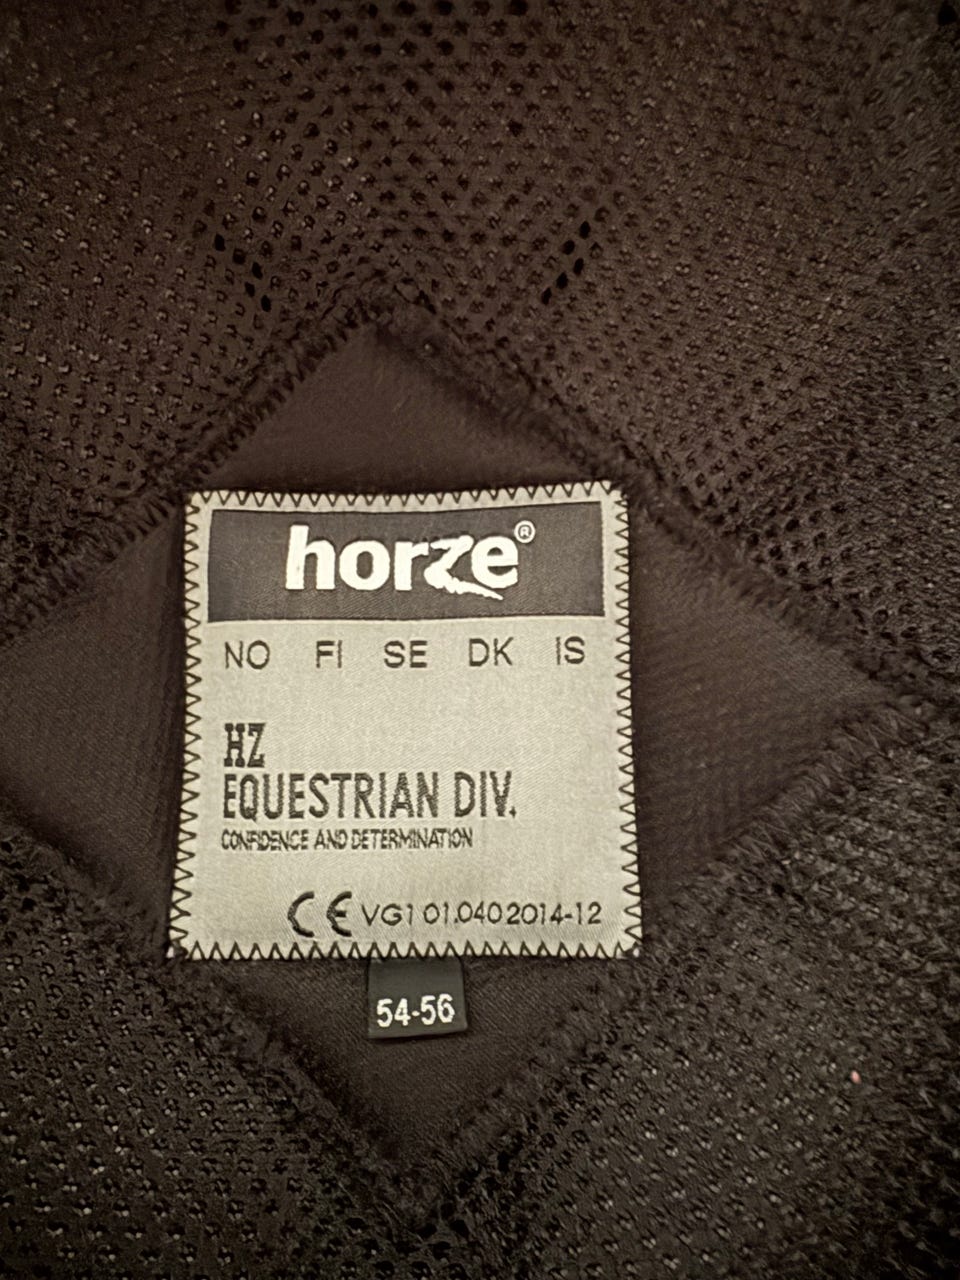 horze®
NO FI SE DK IS
HZ
EQUESTRIAN DIV.
CONFIDENCE AND DETERMINATION
CE VG1 01.040 2014-12
54-56